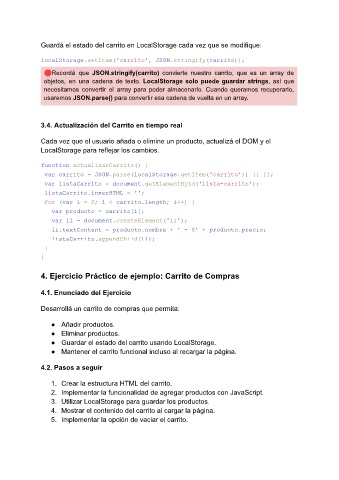 Guardá el estado del carrito en LocalStorage cada vez que se modifique:
localStorage.setItem('carrito', JSON.stringify(carrito));
🔴Recordá que JSON.stringify(carrito) convierte nuestro carrito, que es un array de
objetos, en una cadena de texto. LocalStorage solo puede guardar strings, así que
necesitamos convertir el array para poder almacenarlo. Cuando queramos recuperarlo,
usaremos JSON.parse() para convertir esa cadena de vuelta en un array.
3.4. Actualización del Carrito en tiempo real
Cada vez que el usuario añada o elimine un producto, actualizá el DOM y el
LocalStorage para reflejar los cambios.
function actualizarCarrito() {
var carrito = JSON.parse(localStorage.getItem('carrito')) || [];
var listaCarrito = document.getElementById('lista-carrito');
listaCarrito.innerHTML = '';
for (var i = 0; i < carrito.length; i++) {
var producto = carrito[i];
var li = document.createElement('li');
li.textContent = producto.nombre + ' - $' + producto.precio;
listaCarrito.appendChild(li);
}
}
4. Ejercicio Práctico de ejemplo: Carrito de Compras
4.1. Enunciado del Ejercicio
Desarrollá un carrito de compras que permita:
● Añadir productos.
● Eliminar productos.
● Guardar el estado del carrito usando LocalStorage.
● Mantener el carrito funcional incluso al recargar la página.
4.2. Pasos a seguir
1. Crear la estructura HTML del carrito.
2. Implementar la funcionalidad de agregar productos con JavaScript.
3. Utilizar LocalStorage para guardar los productos.
4. Mostrar el contenido del carrito al cargar la página.
5. Implementar la opción de vaciar el carrito.